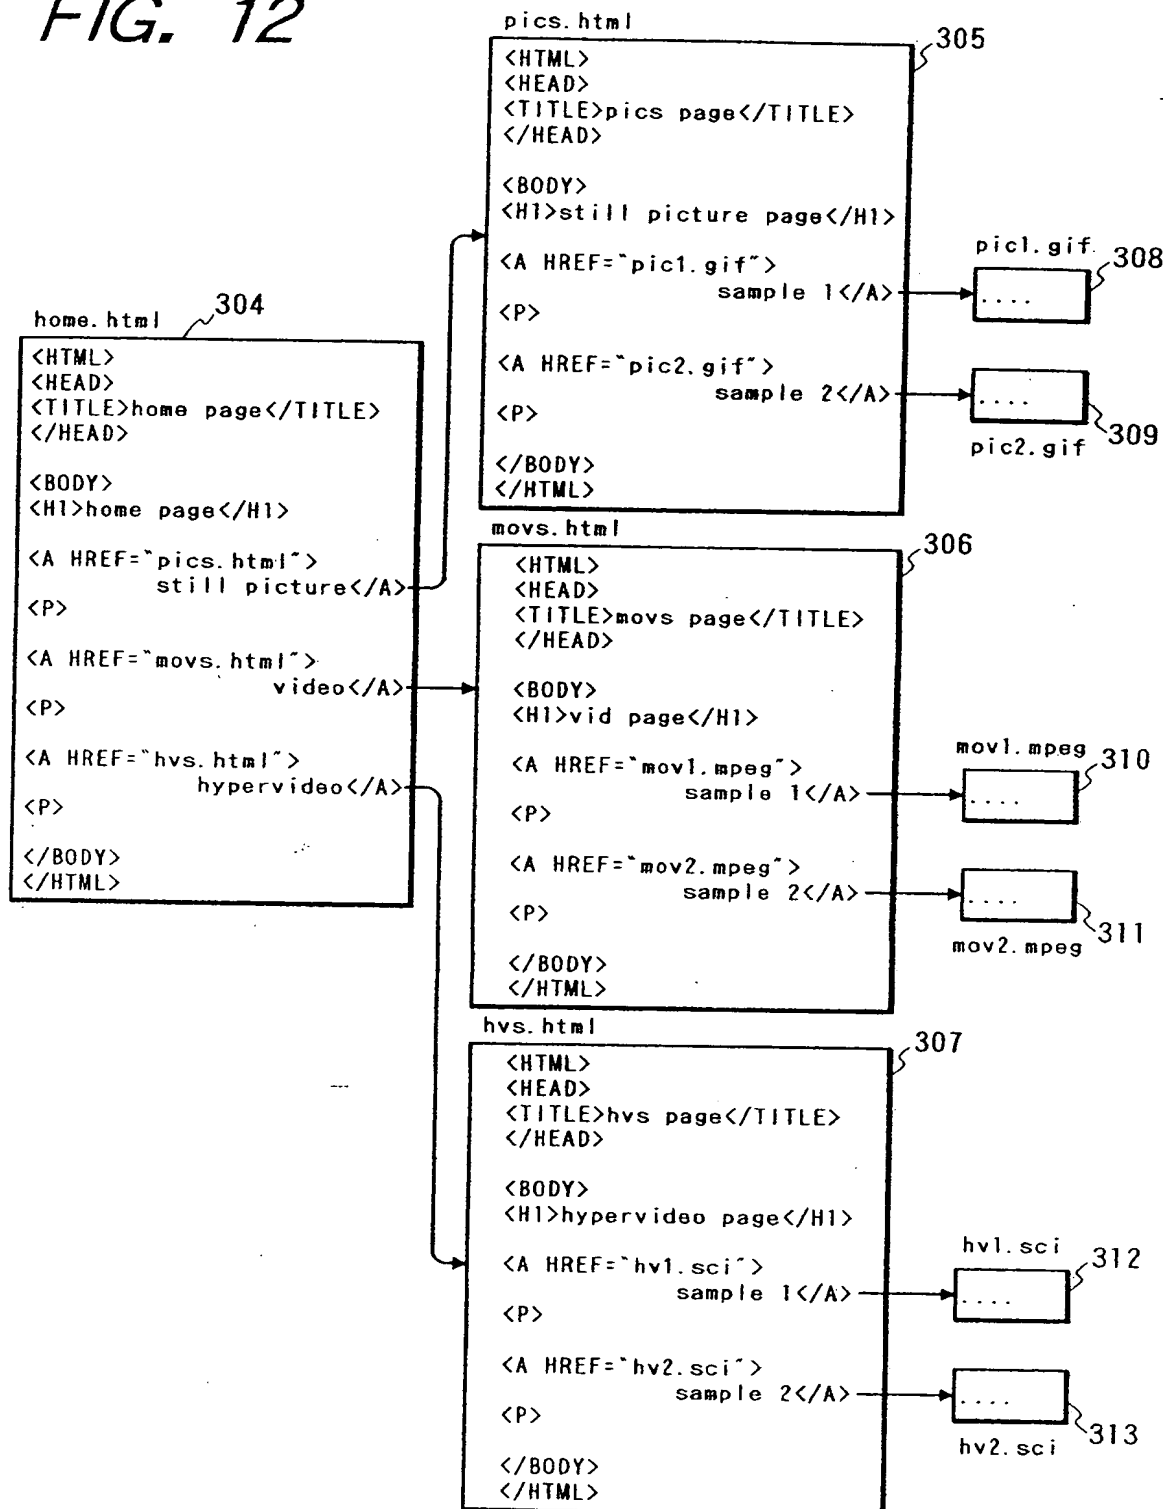 FIG. 12
home.html
304
<HTML>
<HEAD>
<TITLE>home page</TITLE>
</HEAD>
<BODY>
<H1>home page</H1>
<A HREF="pics.html">
still picture</A>
<P>
<A HREF="movs.html">
video</A>
<P>
<A HREF="hvs.html">
hypervideo</A>
<P>
</BODY>
</HTML>
pics.html
305
<HTML>
<HEAD>
<TITLE>pics page</TITLE>
</HEAD>
<BODY>
<H1>still picture page</H1>
<A HREF="pic1.gif">
sample 1</A>
<P>
<A HREF="pic2.gif">
sample 2</A>
<P>
</BODY>
</HTML>
pic1.gif
308
....
....
309
pic2.gif
movs.html
306
<HTML>
<HEAD>
<TITLE>movs page</TITLE>
</HEAD>
<BODY>
<H1>vid page</H1>
<A HREF="mov1.mpeg">
sample 1</A>
<P>
<A HREF="mov2.mpeg">
sample 2</A>
<P>
</BODY>
</HTML>
mov1.mpeg
310
....
....
311
mov2.mpeg
hvs.html
307
<HTML>
<HEAD>
<TITLE>hvs page</TITLE>
</HEAD>
<BODY>
<H1>hypervideo page</H1>
<A HREF="hv1.sci">
sample 1</A>
<P>
<A HREF="hv2.sci">
sample 2</A>
<P>
</BODY>
</HTML>
hv1.sci
312
....
....
313
hv2.sci